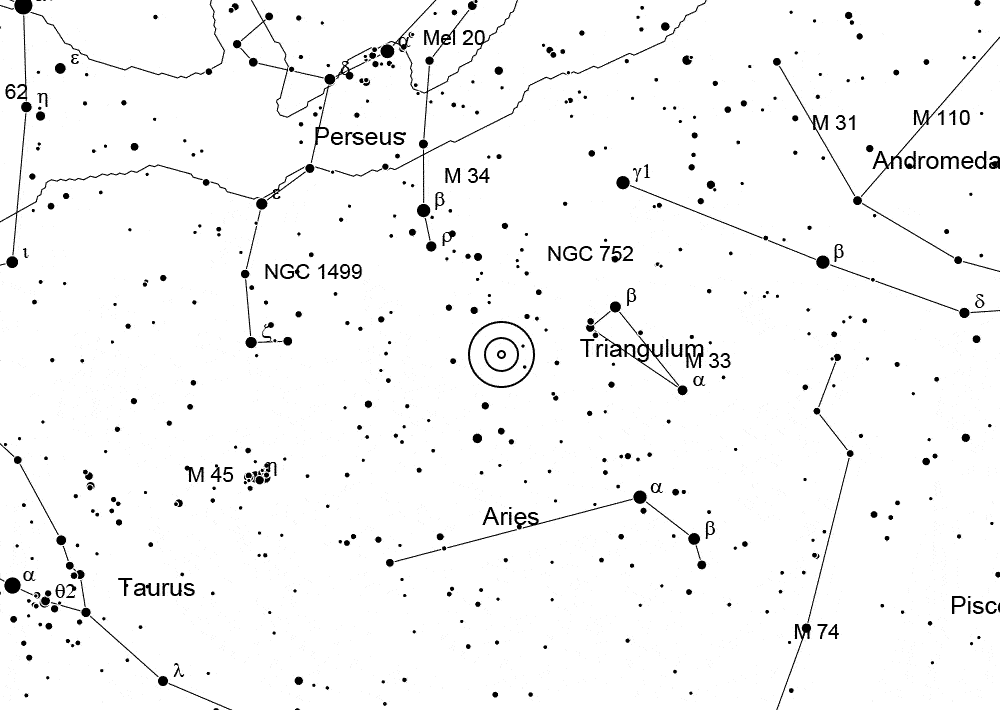 α
Mel 20
ε
δ
62
η
M 31
M 110
Perseus
Andromeda
M 34
γ1
ε
β
ρ
ι
NGC 752
β
NGC 1499
β
δ
ζ
Triangulum
M 33
α
M 45
η
α
Aries
β
α
θ2
Taurus
Pisc
M 74
λ